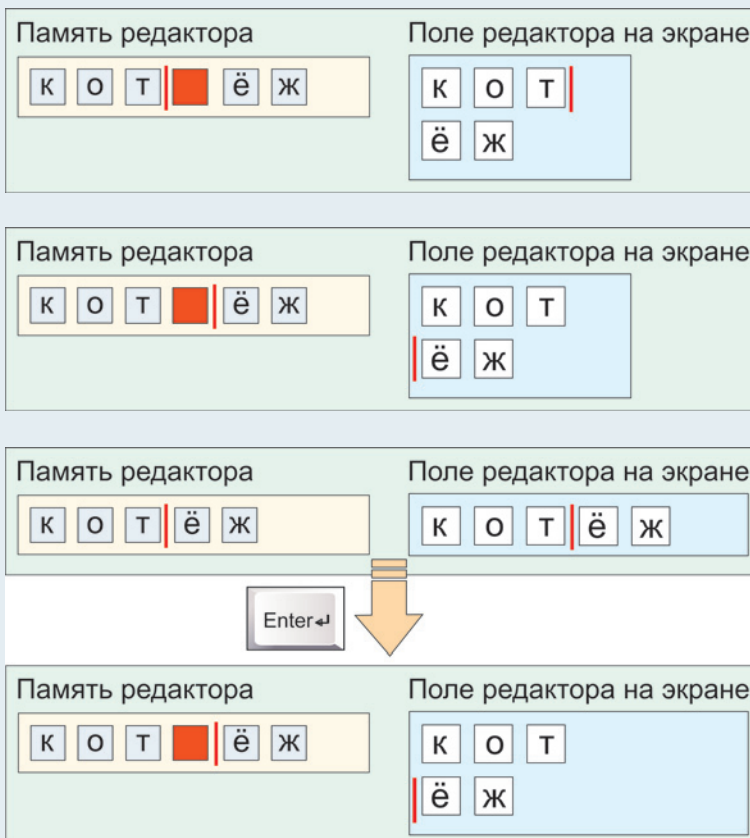 Память редактора Поле редактора на экране
к о т ё ж к о т
ё ж
Память редактора Поле редактора на экране
к о т ё ж к о т
ё ж
Память редактора Поле редактора на экране
к о т ё ж к о т ё ж
Enter↵
Память редактора Поле редактора на экране
к о т ё ж к о т
ё ж